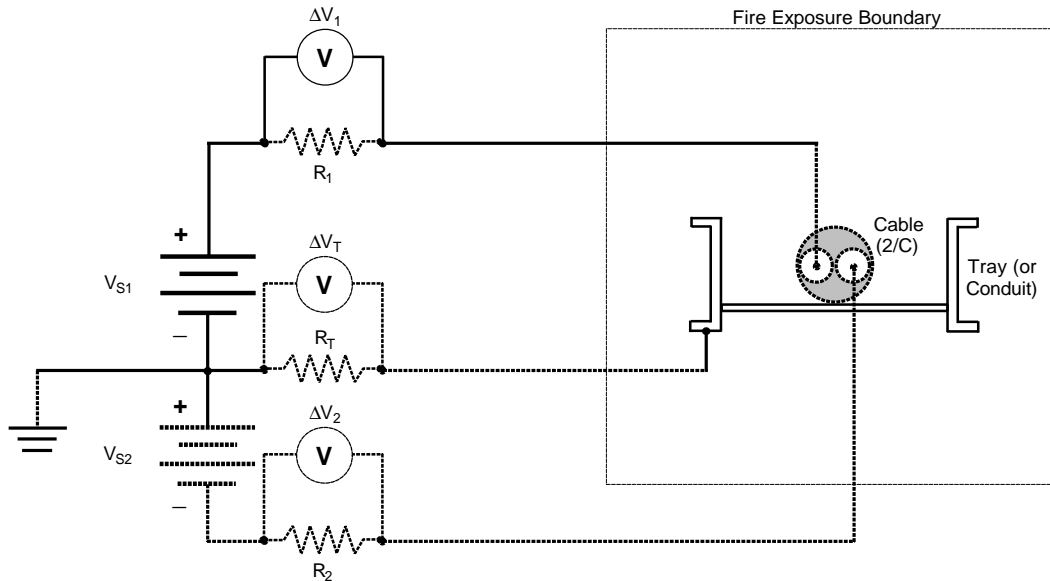 Fire Exposure Boundary
ΔV1
V
R1
+
VS1
–
ΔVT
V
RT
Cable
(2/C)
Tray (or
Conduit)
+
VS2
–
ΔV2
V
R2